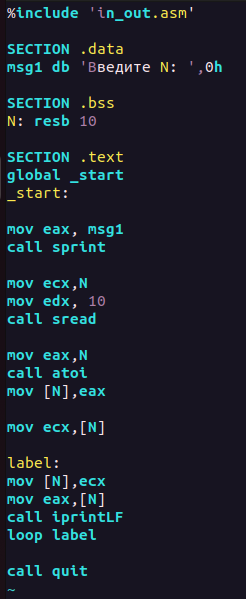 %include 'in_out.asm'
SECTION .data
msg1 db 'Введите N: ',0h
SECTION .bss
N: resb 10
SECTION .text
global _start
_start:
mov eax, msg1
call sprint
mov ecx,N
mov edx, 10
call sread
mov eax,N
call atoi
mov [N],eax
mov ecx,[N]
label:
mov [N],ecx
mov eax,[N]
call iprintLF
loop label
call quit
~